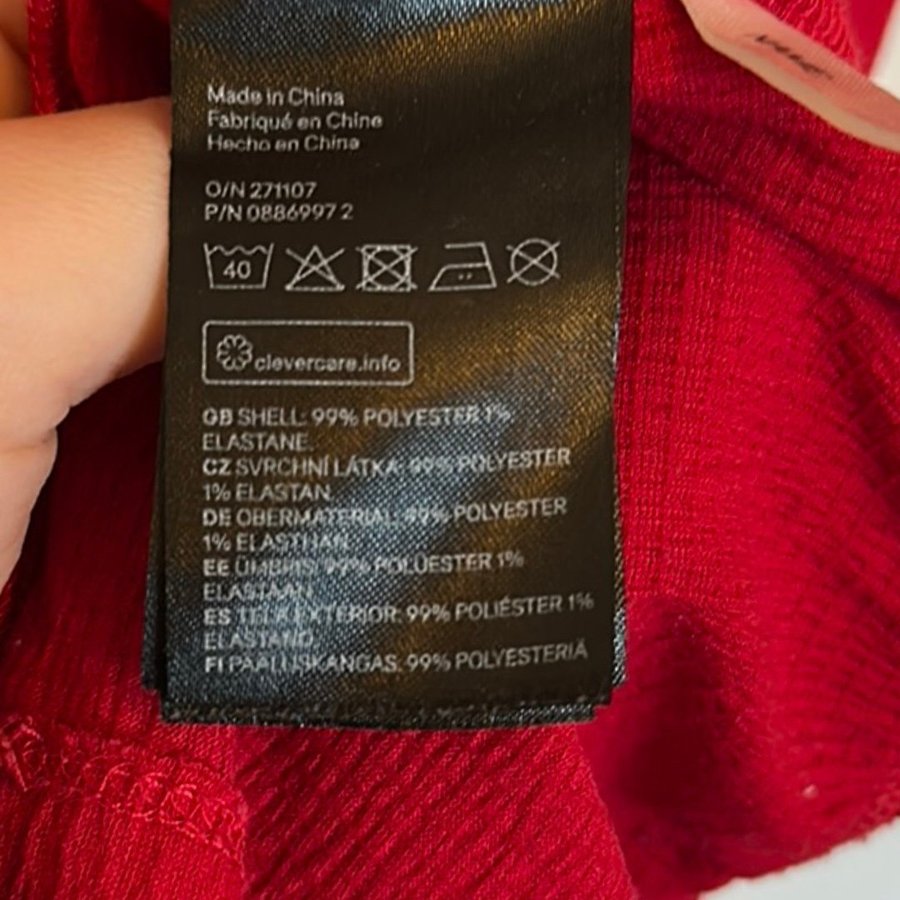 Made in China
Fabriqué en Chine
Hecho en China
O/N 271107
P/N 0886997 2
40
clevercare.info
GB SHELL: 99% POLYESTER 1%
ELASTANE.
CZ SVRCHNÍ LÁTKA: 99% POLYESTER
1% ELASTAN.
DE OBERMATERIAL: 99% POLYESTER
1% ELASTHAN.
EE ÜMBRIS: 99% POLÜESTER 1%
ELASTAAN.
ES TELA EXTERIOR: 99% POLIÉSTER 1%
ELASTANO.
FI PÄÄLLISKANGAS: 99% POLYESTERIÄ